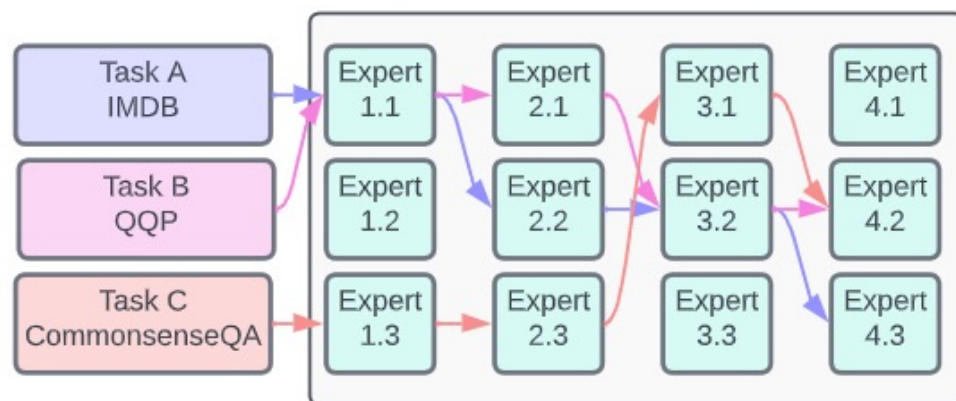 Task A
IMDB
Expert
1.1
Expert
2.1
Expert
3.1
Expert
4.1
Task B
QQP
Expert
1.2
Expert
2.2
Expert
3.2
Expert
4.2
Task C
CommonsenseQA
Expert
1.3
Expert
2.3
Expert
3.3
Expert
4.3